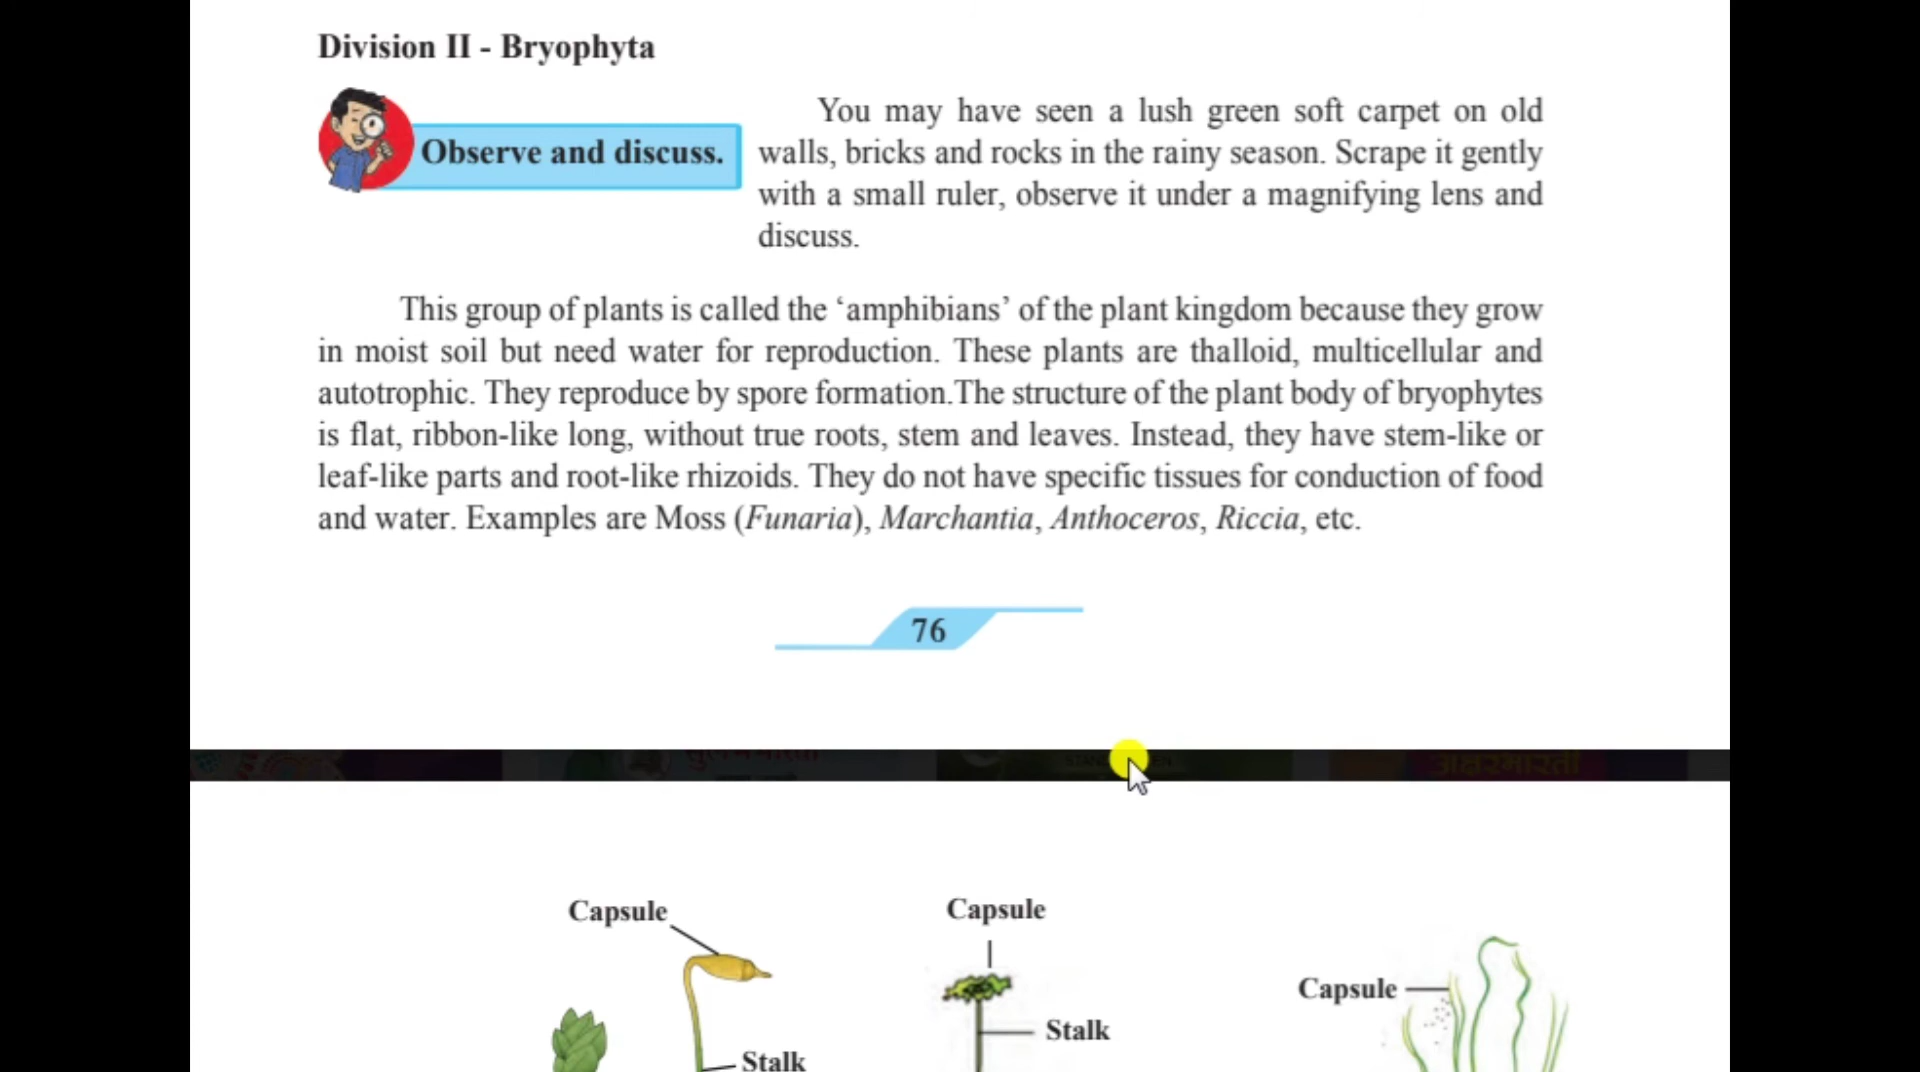 Division II - Bryophyta
Observe and discuss.
You may have seen a lush green soft carpet on old
walls, bricks and rocks in the rainy season. Scrape it gently
with a small ruler, observe it under a magnifying lens and
discuss.
This group of plants is called the ‘amphibians’ of the plant kingdom because they grow
in moist soil but need water for reproduction. These plants are thalloid, multicellular and
autotrophic. They reproduce by spore formation.The structure of the plant body of bryophytes
is flat, ribbon-like long, without true roots, stem and leaves. Instead, they have stem-like or
leaf-like parts and root-like rhizoids. They do not have specific tissues for conduction of food
and water. Examples are Moss (Funaria), Marchantia, Anthoceros, Riccia, etc.
76
Capsule
Capsule
Capsule
Stalk
Stalk